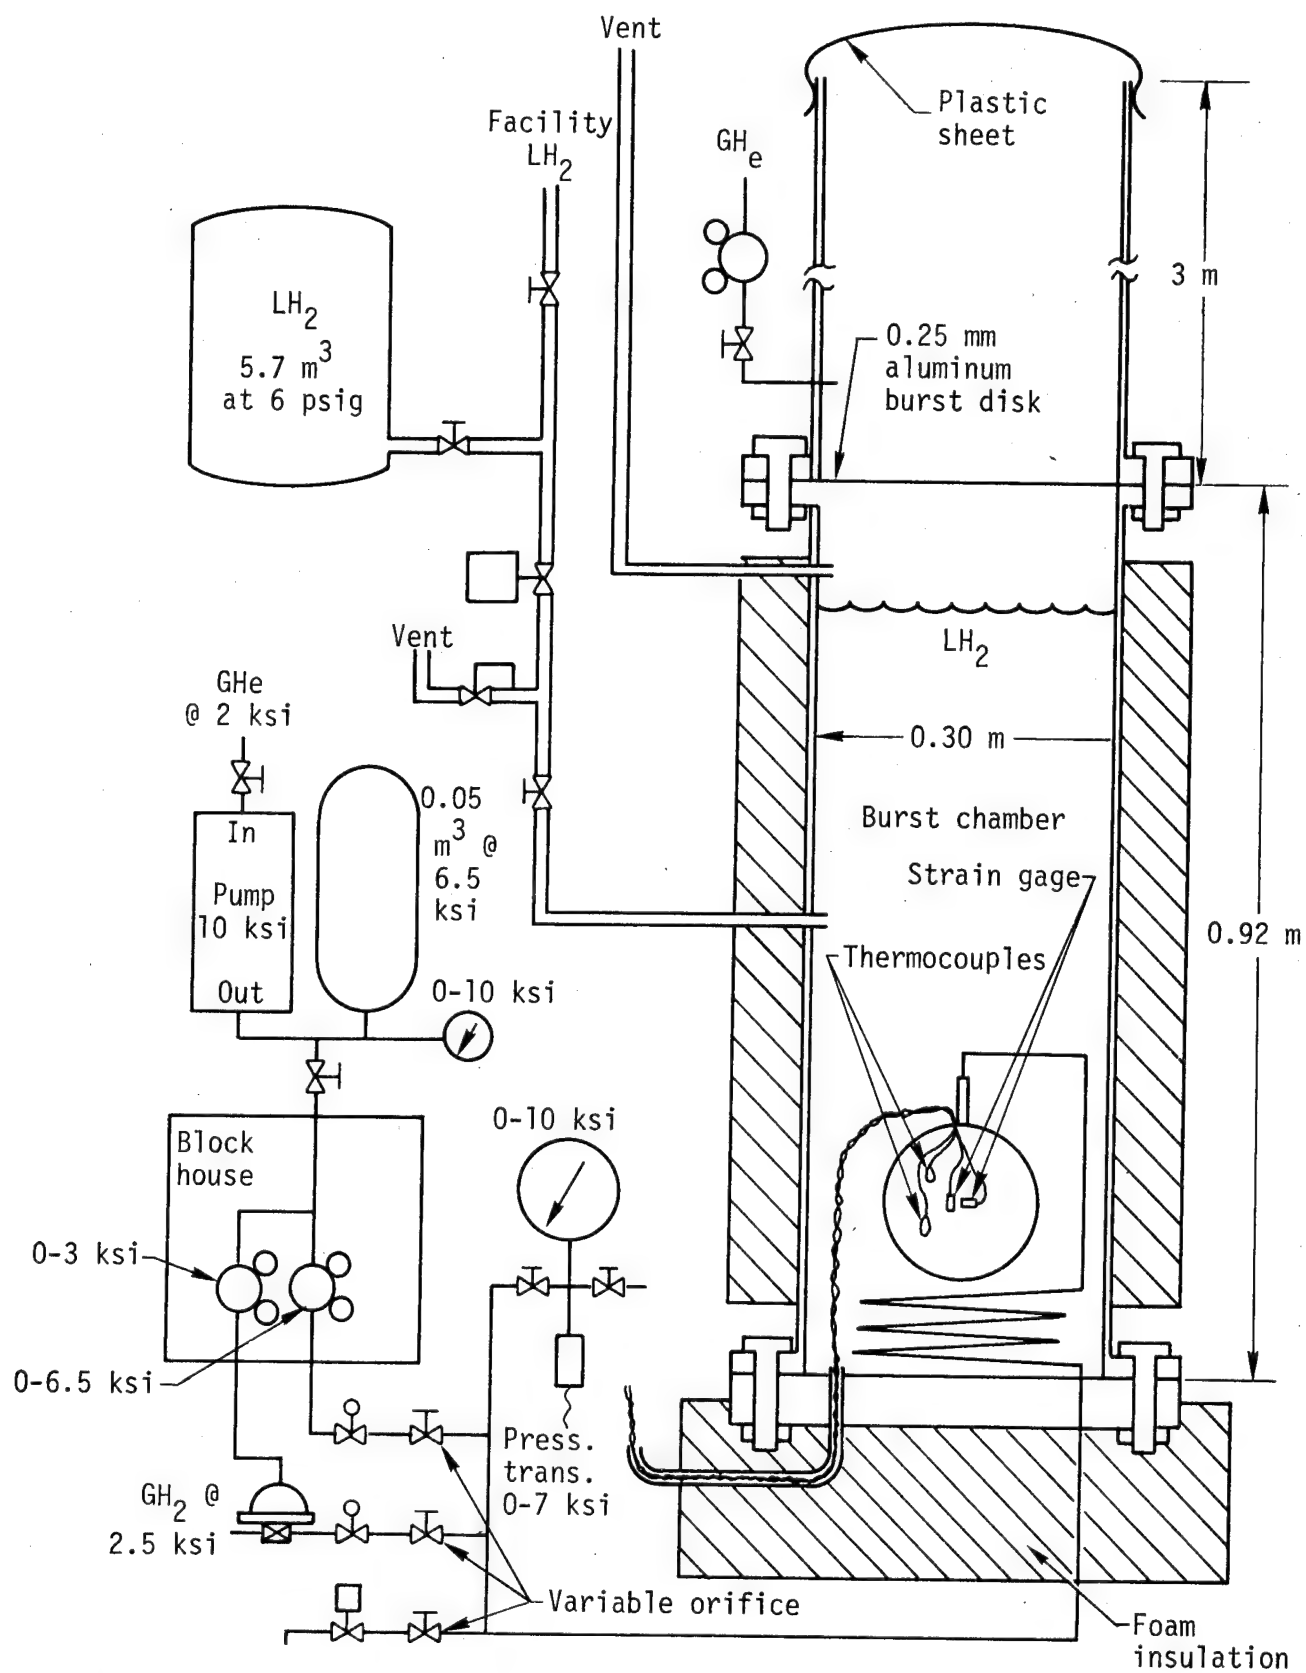 Vent
Plastic
sheet
Facility
LH2
GHe
3 m
LH2
5.7 m3
at 6 psig
0.25 mm
aluminum
burst disk
LH2
Vent
GHe
@ 2 ksi
0.30 m
In
Pump
10 ksi
Out
0.05
m3 @
6.5
ksi
Burst chamber
Strain gage
0.92 m
Thermocouples
0-10 ksi
0-10 ksi
Block
house
0-3 ksi
0-6.5 ksi
Press.
trans.
0-7 ksi
GH2 @
2.5 ksi
Variable orifice
Foam
insulation